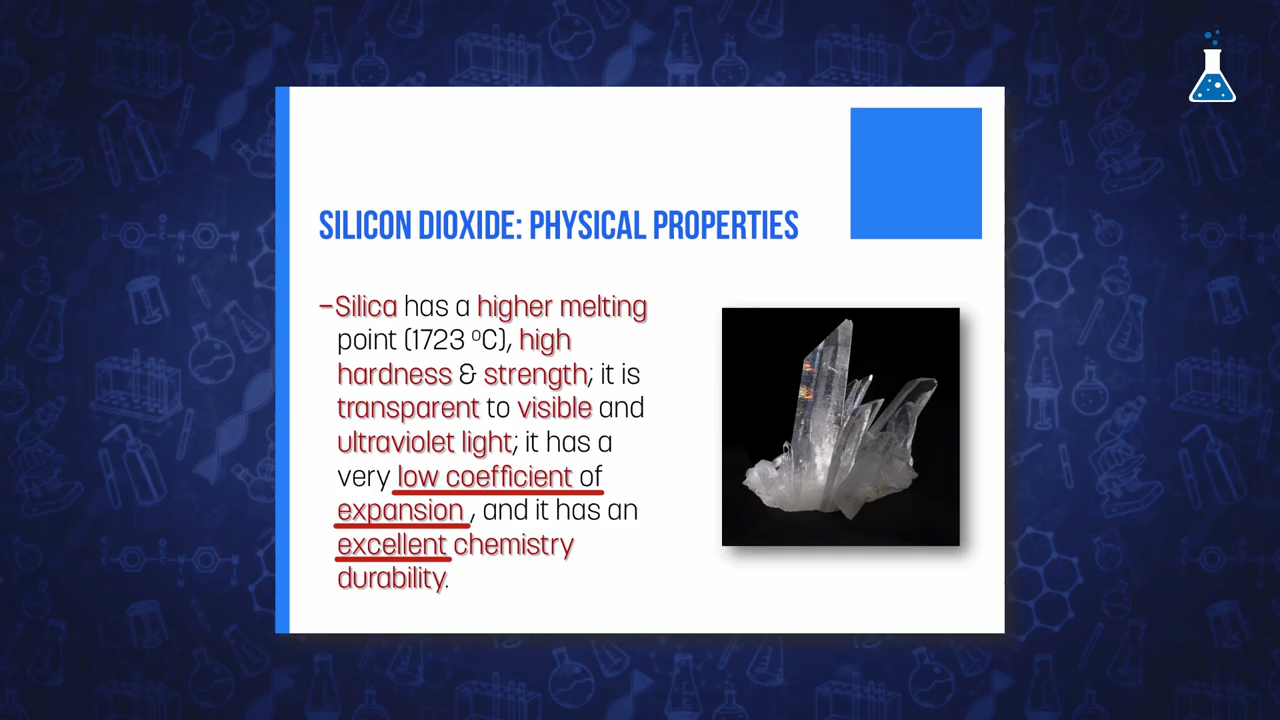 SILICON DIOXIDE: PHYSICAL PROPERTIES
–Silica has a higher melting
point (1723 ºC), high
hardness & strength; it is
transparent to visible and
ultraviolet light; it has a
very low coefficient of
expansion , and it has an
excellent chemistry
durability.